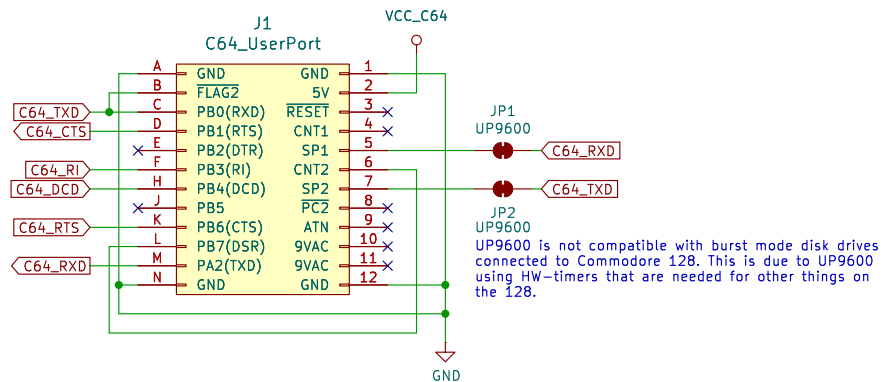 J1
C64_UserPort
VCC_C64
A GND GND 1
B FLAG2 5V 2
C64_TXD C PB0(RXD) RESET 3
C64_CTS D PB1(RTS) CNT1 4
E PB2(DTR) SP1 5
C64_RI F PB3(RI) CNT2 6
C64_DCD H PB4(DCD) SP2 7
J PB5 PC2 8
C64_RTS K PB6(CTS) ATN 9
L PB7(DSR) 9VAC 10
C64_RXD M PA2(TXD) 9VAC 11
N GND GND 12
JP1
UP9600
C64_RXD
C64_TXD
JP2
UP9600
UP9600 is not compatible with burst mode disk drives
connected to Commodore 128. This is due to UP9600
using HW-timers that are needed for other things on
the 128.
GND